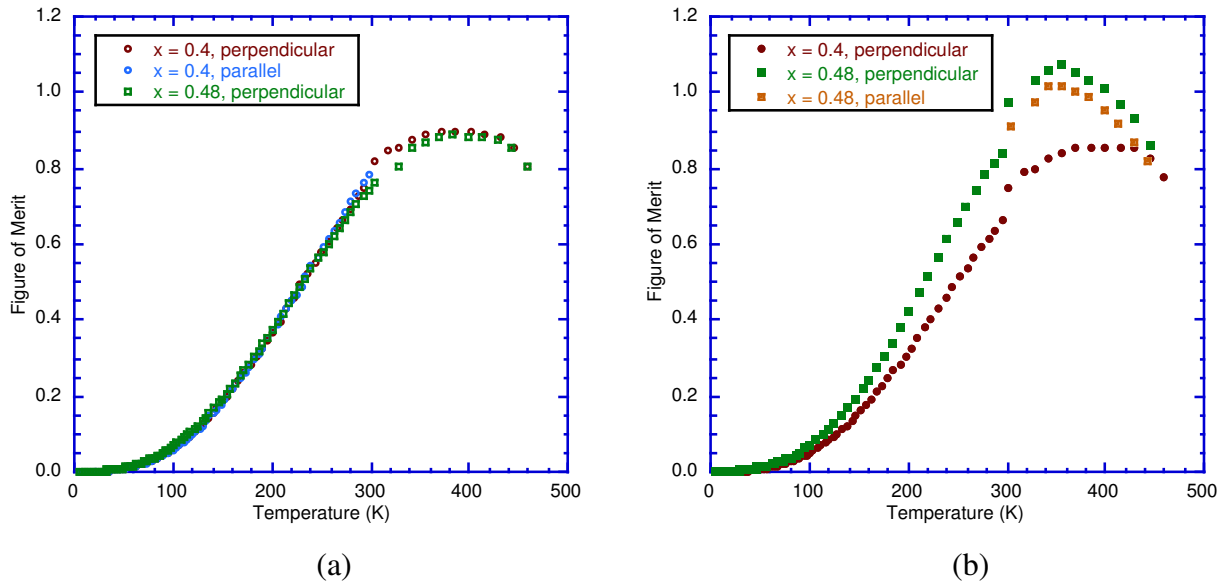 1.2
1.0
0.8
0.6
0.4
0.2
0.0
Figure of Merit
x = 0.4, perpendicular
x = 0.4, parallel
x = 0.48, perpendicular
0
100
200
300
400
500
Temperature (K)
(a)
1.2
1.0
0.8
0.6
0.4
0.2
0.0
Figure of Merit
x = 0.4, perpendicular
x = 0.48, perpendicular
x = 0.48, parallel
0
100
200
300
400
500
Temperature (K)
(b)